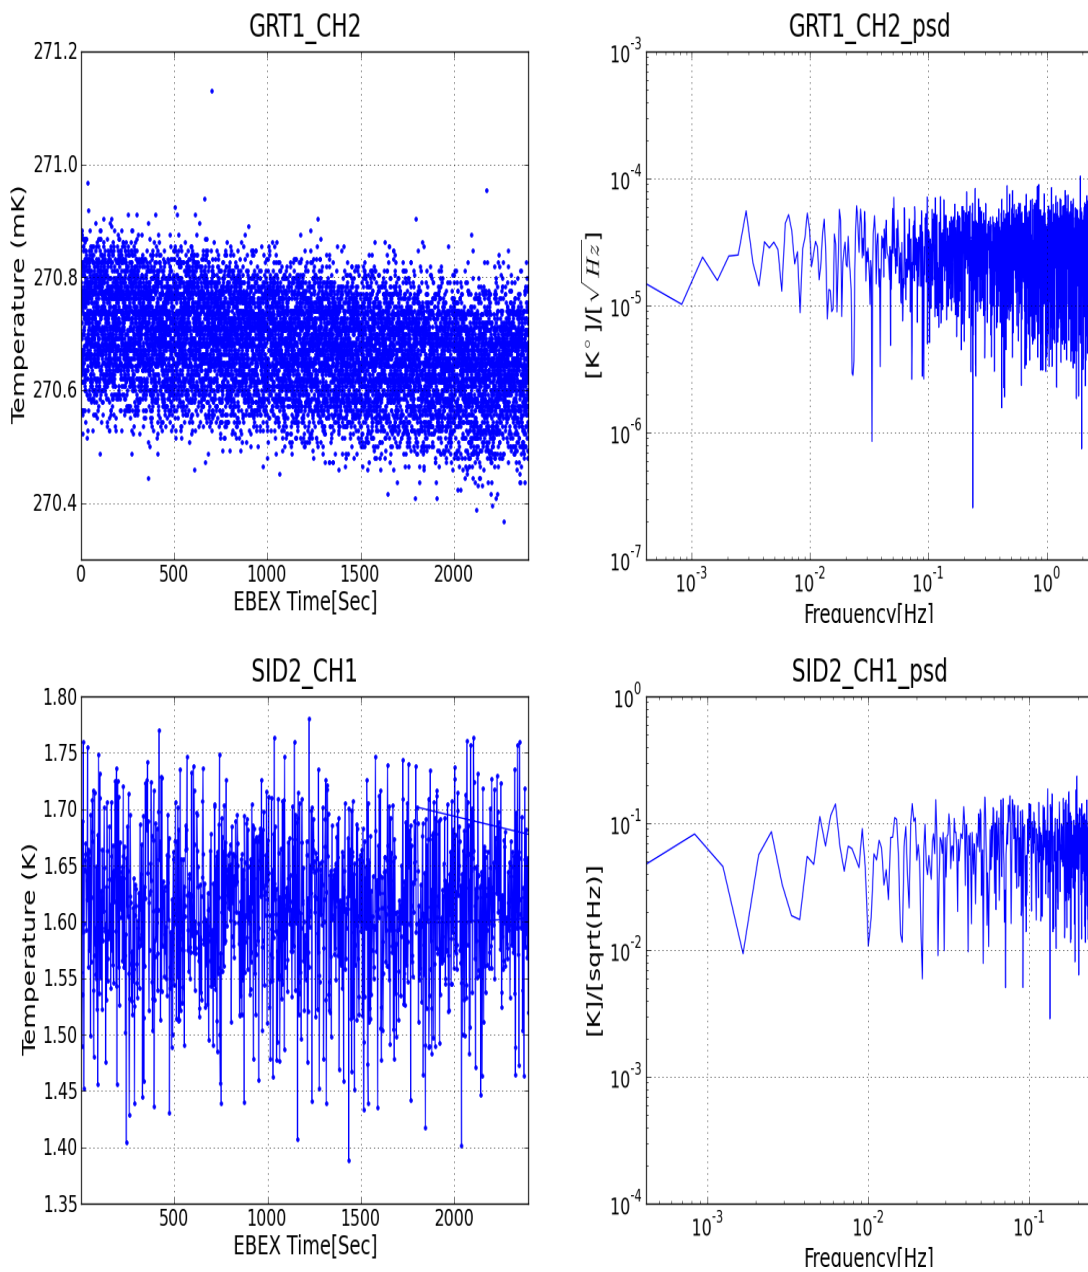 GRT1_CH2
271.2
271.0
270.8
270.6
270.4
Temperature (mK)
0 500 1000 1500 2000
EBEX Time[Sec]
GRT1_CH2_psd
10^-3
10^-4
10^-5
10^-6
10^-7
[K°]/[√Hz]
10^-3 10^-2 10^-1 10^0
Frequency[Hz]
SID2_CH1
1.80
1.75
1.70
1.65
1.60
1.55
1.50
1.45
1.40
1.35
Temperature (K)
500 1000 1500 2000
EBEX Time[Sec]
SID2_CH1_psd
10^0
10^-1
10^-2
10^-3
10^-4
[K]/[sqrt(Hz)]
10^-3 10^-2 10^-1
Frequency[Hz]